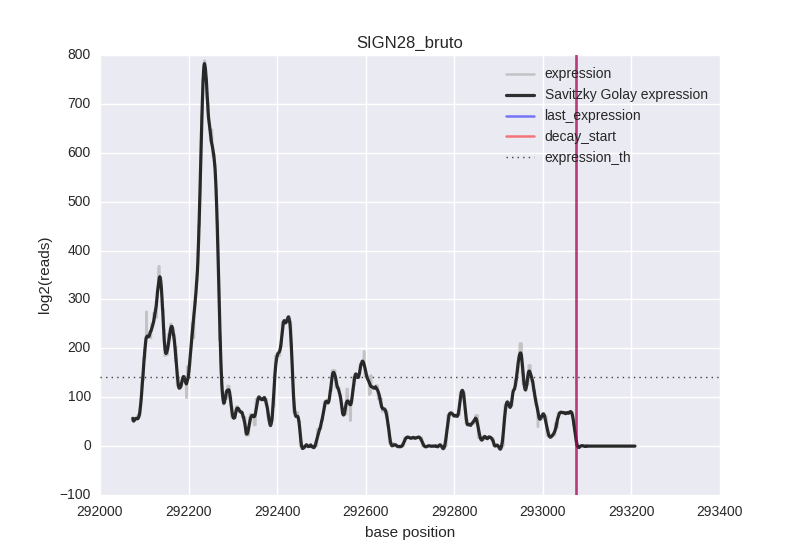 SIGN28_bruto
800
700
600
500
400
300
200
100
0
−100
log2(reads)
expression
Savitzky Golay expression
last_expression
decay_start
expression_th
292000 292200 292400 292600 292800 293000 293200 293400
base position